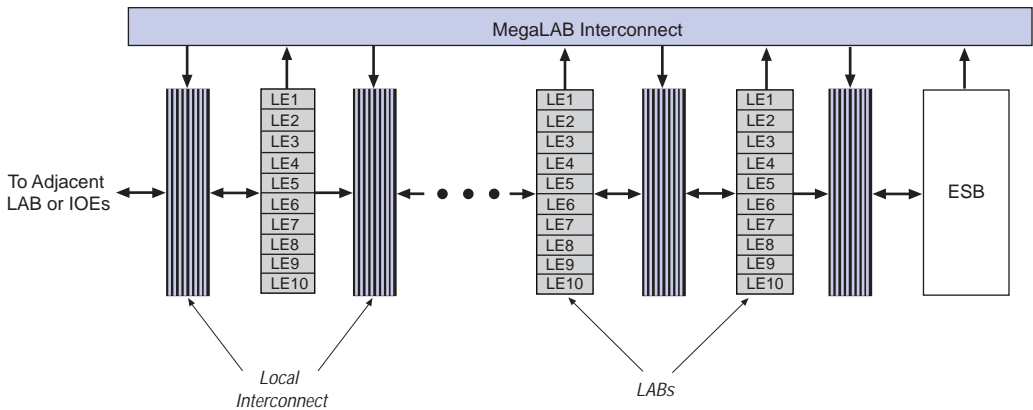 MegaLAB Interconnect
LE1
LE2
LE3
LE4
LE5
LE6
LE7
LE8
LE9
LE10
LE1
LE2
LE3
LE4
LE5
LE6
LE7
LE8
LE9
LE10
LE1
LE2
LE3
LE4
LE5
LE6
LE7
LE8
LE9
LE10
To Adjacent
LAB or IOEs
ESB
Local
Interconnect
LABs